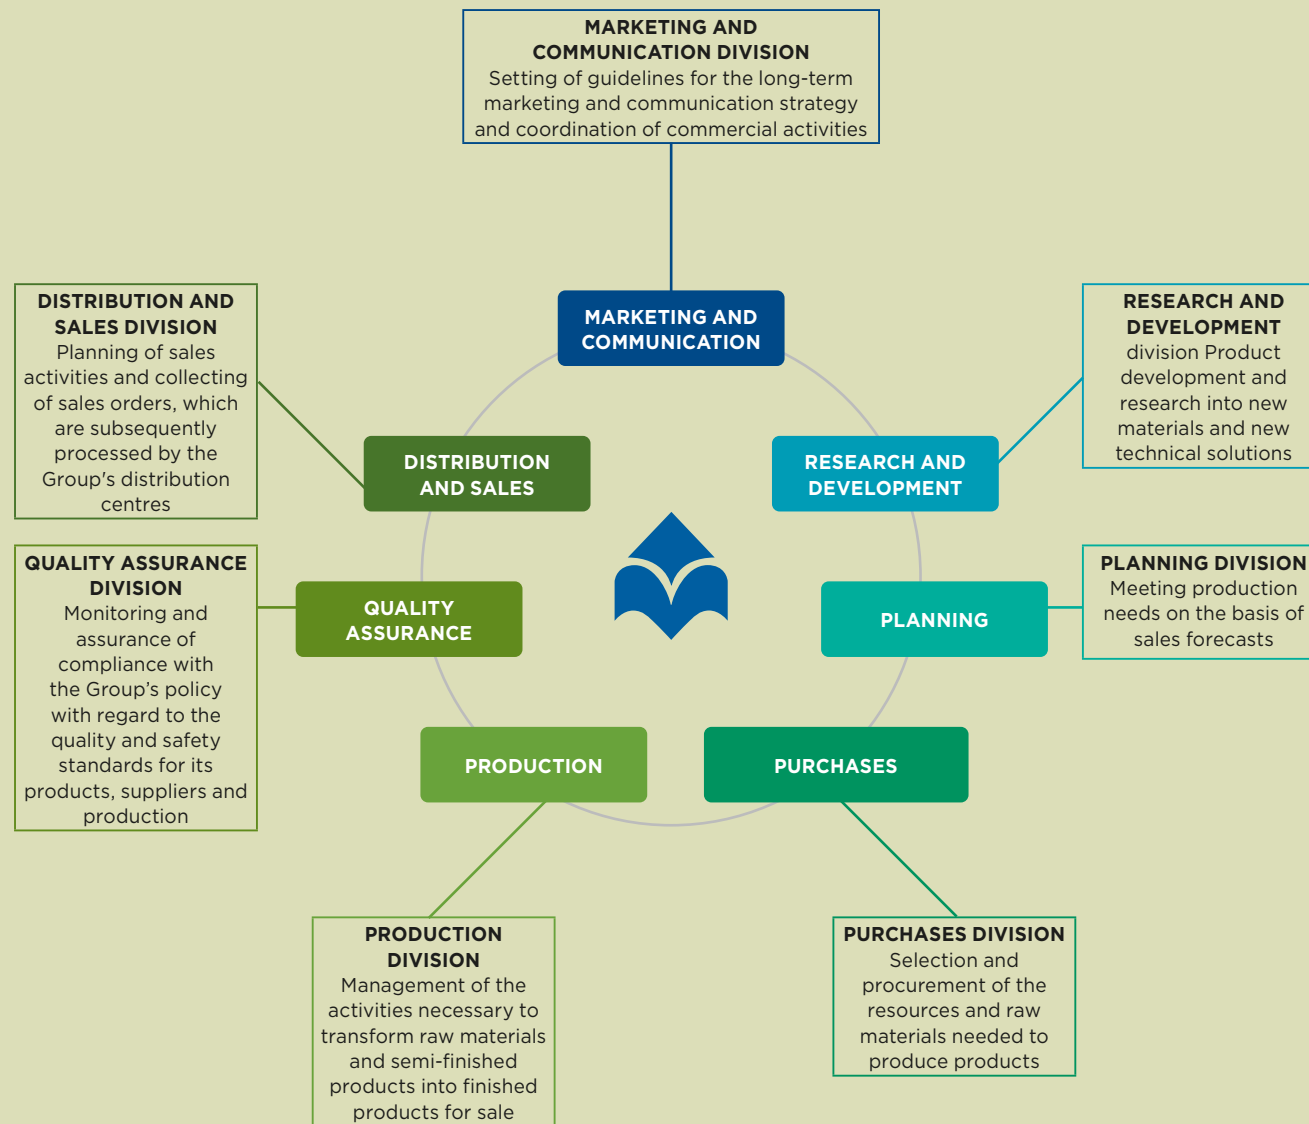 MARKETING AND
COMMUNICATION DIVISION
Setting of guidelines for the long-term
marketing and communication strategy
and coordination of commercial activities
MARKETING AND
COMMUNICATION
DISTRIBUTION AND
SALES DIVISION
Planning of sales
activities and collecting
of sales orders, which
are subsequently
processed by the
Group's distribution
centres
RESEARCH AND
DEVELOPMENT
division Product
development and
research into new
materials and new
technical solutions
DISTRIBUTION
AND SALES
RESEARCH AND
DEVELOPMENT
QUALITY ASSURANCE
DIVISION
Monitoring and
assurance of
compliance with
the Group’s policy
with regard to the
quality and safety
standards for its
products, suppliers and
production
QUALITY
ASSURANCE
PLANNING
PLANNING DIVISION
Meeting production
needs on the basis of
sales forecasts
PRODUCTION
PURCHASES
PRODUCTION
DIVISION
Management of the
activities necessary to
transform raw materials
and semi-finished
products into finished
products for sale
PURCHASES DIVISION
Selection and
procurement of the
resources and raw
materials needed to
produce products